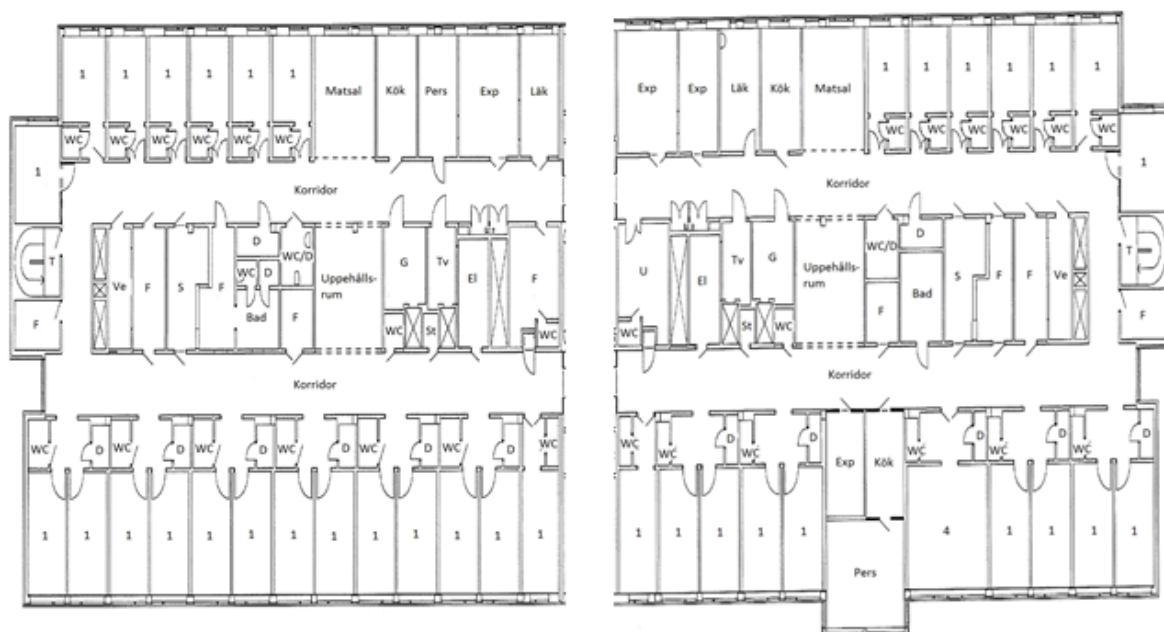 1 1 1 1 1 1 Matsal Kök Pers Exp Läk
WC WC WC WC WC WC
1
Korridor
T Ve F S F D WC D WC/D Uppehålls-
rum G Tv El F
F Bad F WC St WC
Korridor
WC D WC D WC D WC D WC D WC D WC
1 1 1 1 1 1 1 1 1 1 1 1 1
Exp Exp Läk Kök Matsal 1 1 1 1 1 1
WC WC WC WC WC WC
1
Korridor
U El Tv G Uppehålls-
rum WC/D D S F F Ve T
WC St WC F Bad F
Korridor
WC WC D WC D Exp Kök WC D WC D WC D
1 1 1 1 1 4 1 1 1 1
Pers